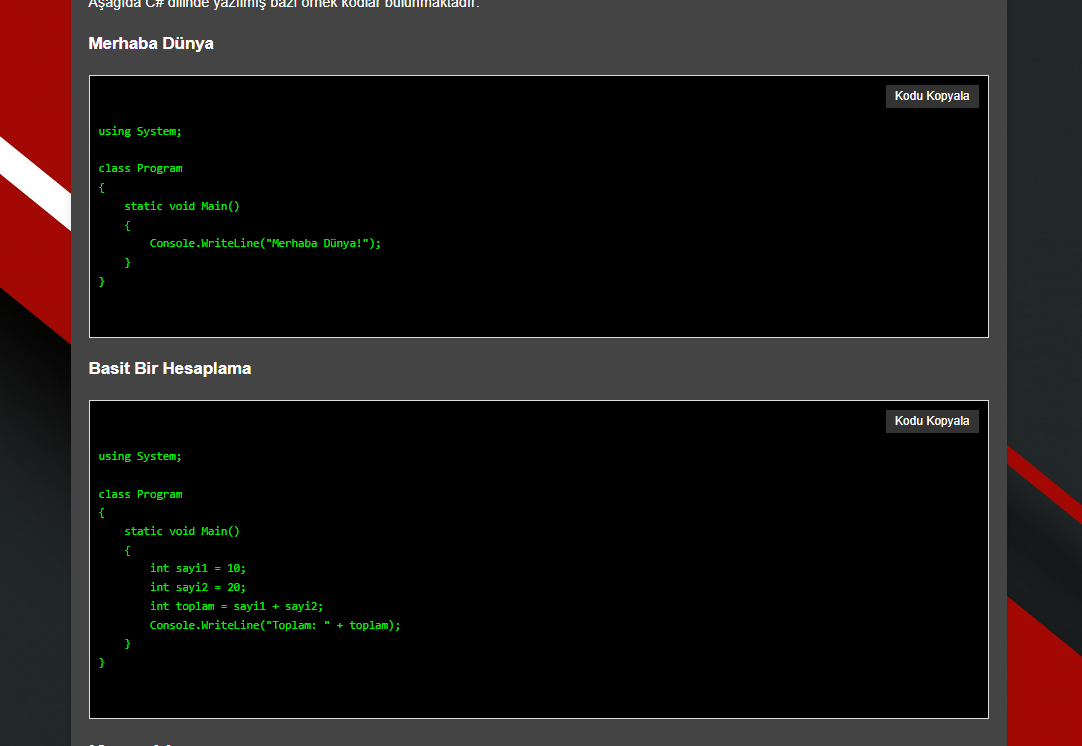 Aşağıda C# dilinde yazılmış bazı örnek kodlar bulunmaktadır.
Merhaba Dünya
Kodu Kopyala
using System;
class Program
{
    static void Main()
    {
        Console.WriteLine("Merhaba Dünya!");
    }
}
Basit Bir Hesaplama
Kodu Kopyala
using System;
class Program
{
    static void Main()
    {
        int sayi1 = 10;
        int sayi2 = 20;
        int toplam = sayi1 + sayi2;
        Console.WriteLine("Toplam: " + toplam);
    }
}